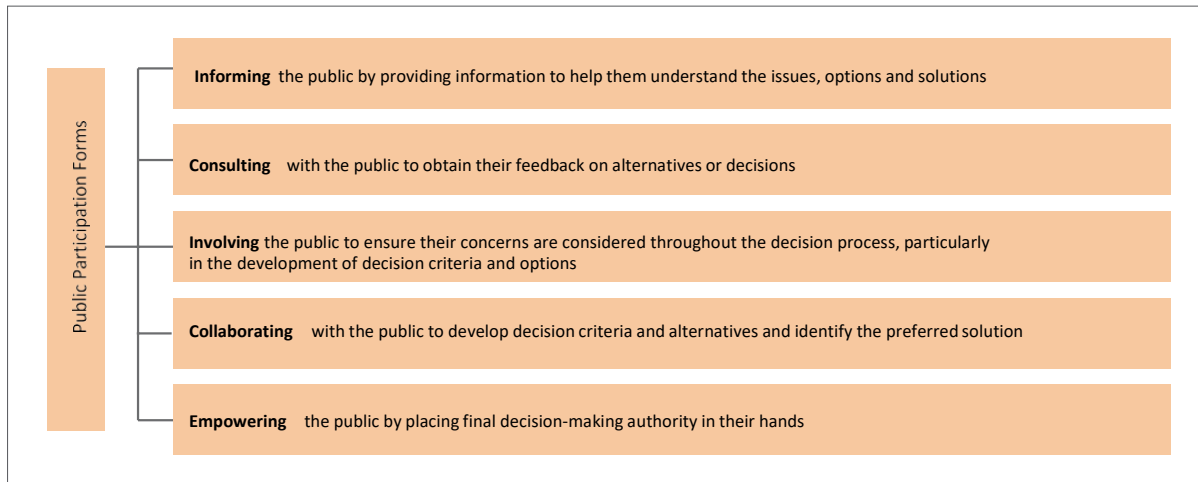 Public Participation Forms
Informing the public by providing information to help them understand the issues, options and solutions
Consulting with the public to obtain their feedback on alternatives or decisions
Involving the public to ensure their concerns are considered throughout the decision process, particularly
in the development of decision criteria and options
Collaborating with the public to develop decision criteria and alternatives and identify the preferred solution
Empowering the public by placing final decision-making authority in their hands